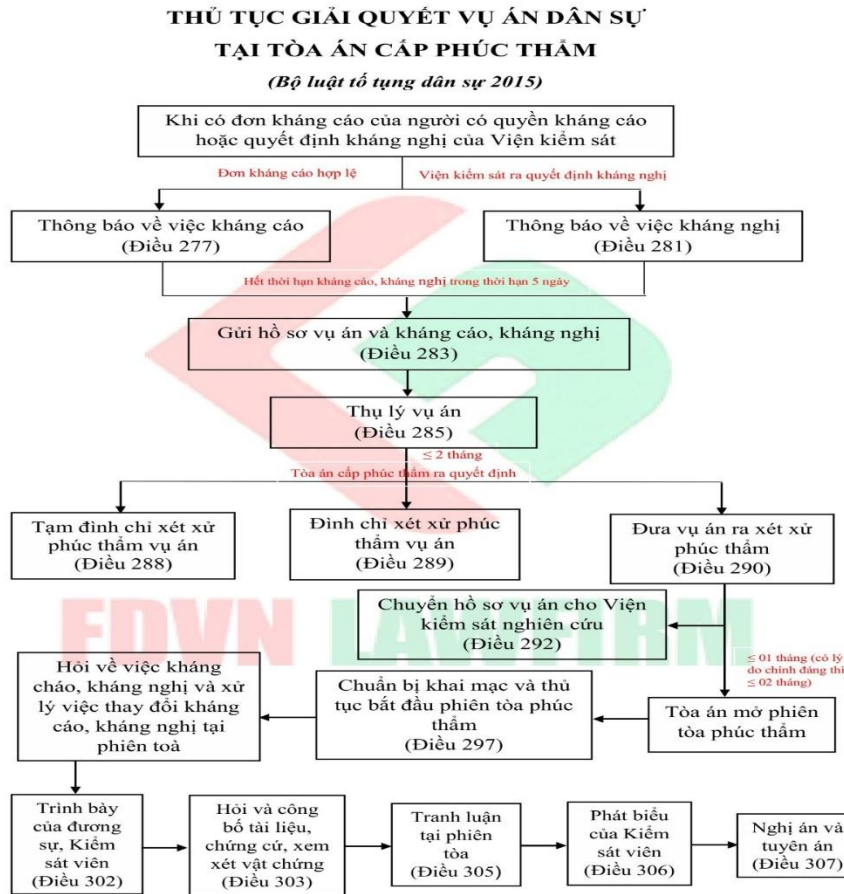 THỦ TỤC GIẢI QUYẾT VỤ ÁN DÂN SỰ
TẠI TÒA ÁN CẤP PHÚC THẨM
(Bộ luật tố tụng dân sự 2015)
Khi có đơn kháng cáo của người có quyền kháng cáo
hoặc quyết định kháng nghị của Viện kiểm sát
Đơn kháng cáo hợp lệ
Viện kiểm sát ra quyết định kháng nghị
Thông báo về việc kháng cáo
(Điều 277)
Thông báo về việc kháng nghị
(Điều 281)
Hết thời hạn kháng cáo, kháng nghị trong thời hạn 5 ngày
Gửi hồ sơ vụ án và kháng cáo, kháng nghị
(Điều 283)
Thụ lý vụ án
(Điều 285)
≤ 2 tháng
Tòa án cấp phúc thẩm ra quyết định
Tạm đình chỉ xét xử
phúc thẩm vụ án
(Điều 288)
Đình chỉ xét xử phúc
thẩm vụ án
(Điều 289)
Đưa vụ án ra xét xử
phúc thẩm
(Điều 290)
Chuyển hồ sơ vụ án cho Viện
kiểm sát nghiên cứu
(Điều 292)
FDVN LAWFIRM
≤ 01 tháng (có lý
do chính đáng thì
≤ 02 tháng)
Hỏi về việc kháng
cháo, kháng nghị và xử
lý việc thay đổi kháng
cáo, kháng nghị tại
phiên toà
Chuẩn bị khai mạc và thủ
tục bắt đầu phiên tòa phúc
thẩm
(Điều 297)
Tòa án mở phiên
tòa phúc thẩm
Trình bày
của đương
sự, Kiểm
sát viên
(Điều 302)
Hỏi và công
bố tài liệu,
chứng cứ, xem
xét vật chứng
(Điều 303)
Tranh luận
tại phiên
tòa
(Điều 305)
Phát biểu
của Kiểm
sát viên
(Điều 306)
Nghị án và
tuyên án
(Điều 307)